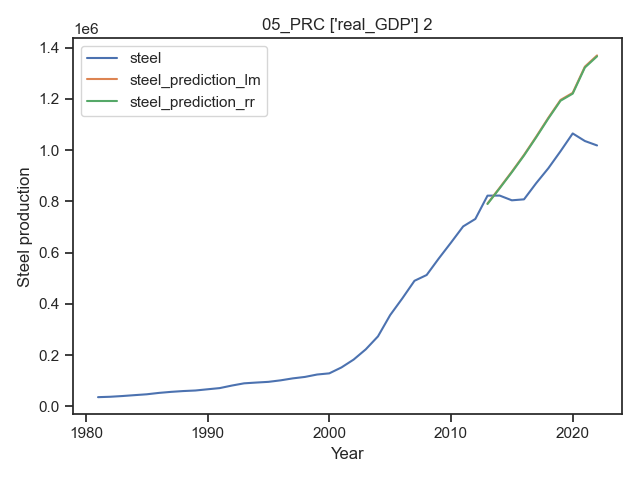 05_PRC ['real_GDP'] 2
1e6
steel
steel_prediction_lm
steel_prediction_rr
1.4
1.2
1.0
0.8
0.6
0.4
0.2
0.0
Steel production
1980
1990
2000
2010
2020
Year